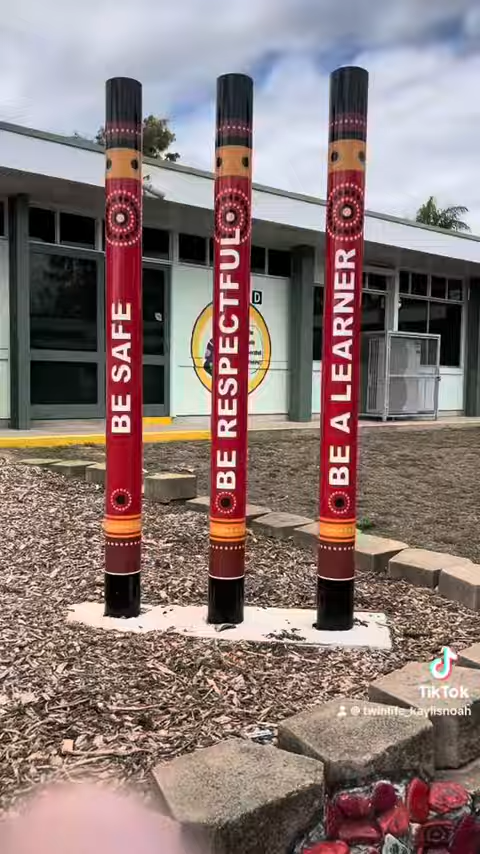 BE SAFE
BE RESPECTFUL
BE A LEARNER
D
TikTok
@ twinlife_kaylisnoah